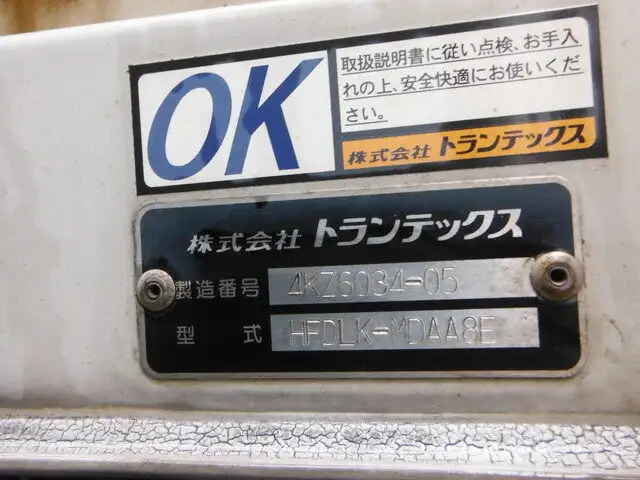 OK
取扱説明書に従い点検、お手入
れの上、安全快適にお使いくだ
さい。
株式会社 トランテックス
株式会社 トランテックス
製造番号 4KZ6034-05
型式 HFDLK-MDAA8E